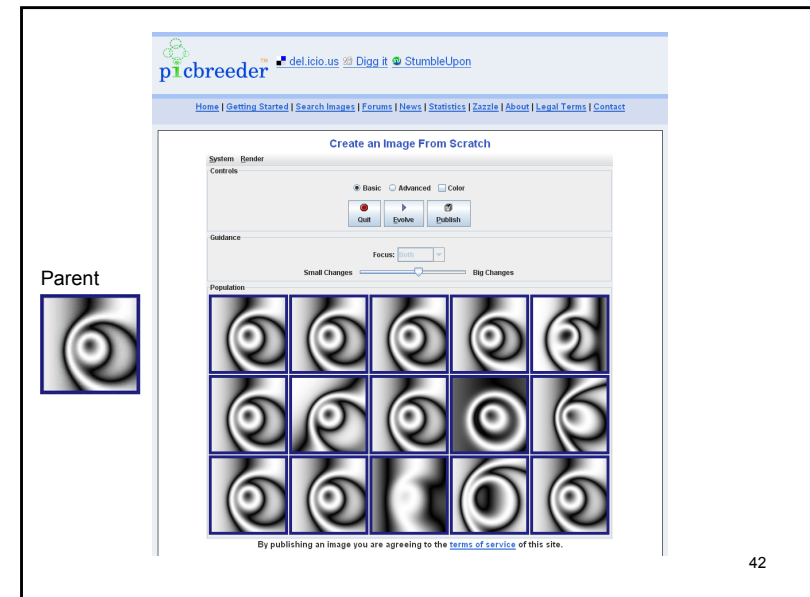 picbreeder™ del.icio.us Digg it StumbleUpon
Home | Getting Started | Search Images | Forums | News | Statistics | Zazzle | About | Legal Terms | Contact
Create an Image From Scratch
System Render
Controls
Basic Advanced Color
Quit Evolve Publish
Guidance
Focus: Both
Small Changes Big Changes
Population
Parent
By publishing an image you are agreeing to the terms of service of this site.
42